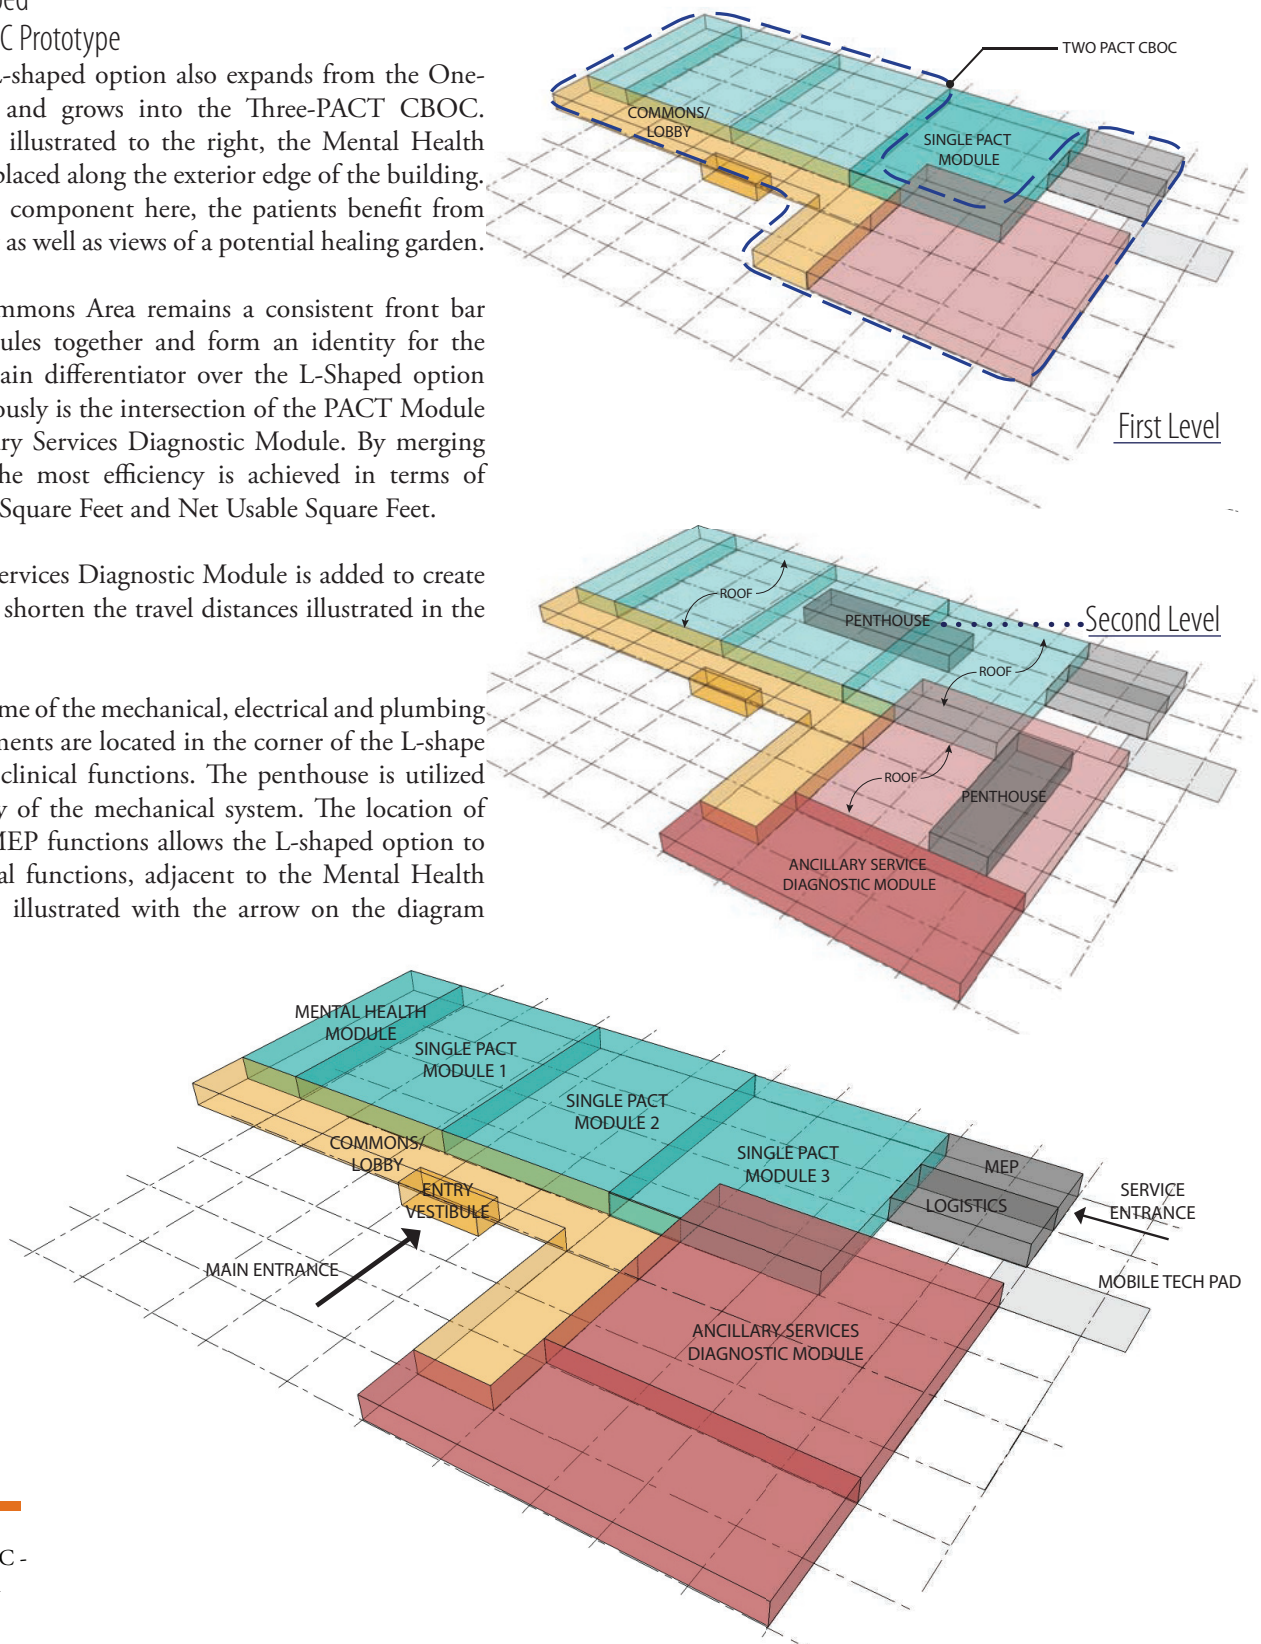 C Prototype
-shaped option also expands from the One-
and grows into the Three-PACT CBOC.
illustrated to the right, the Mental Health
placed along the exterior edge of the building.
component here, the patients benefit from
as well as views of a potential healing garden.
mmons Area remains a consistent front bar
ules together and form an identity for the
ain differentiator over the L-Shaped option
ously is the intersection of the PACT Module
ry Services Diagnostic Module. By merging
he most efficiency is achieved in terms of
Square Feet and Net Usable Square Feet.
ervices Diagnostic Module is added to create
shorten the travel distances illustrated in the
me of the mechanical, electrical and plumbing
nents are located in the corner of the L-shape
clinical functions. The penthouse is utilized
y of the mechanical system. The location of
MEP functions allows the L-shaped option to
al functions, adjacent to the Mental Health
illustrated with the arrow on the diagram
C -
TWO PACT CBOC
COMMONS/
LOBBY
SINGLE PACT
MODULE
First Level
ROOF
PENTHOUSE
Second Level
ROOF
ROOF
PENTHOUSE
ANCILLARY SERVICE
DIAGNOSTIC MODULE
MENTAL HEALTH
MODULE
SINGLE PACT
MODULE 1
SINGLE PACT
MODULE 2
SINGLE PACT
MODULE 3
COMMONS/
LOBBY
ENTRY
VESTIBULE
MEP
LOGISTICS
SERVICE
ENTRANCE
MAIN ENTRANCE
MOBILE TECH PAD
ANCILLARY SERVICES
DIAGNOSTIC MODULE